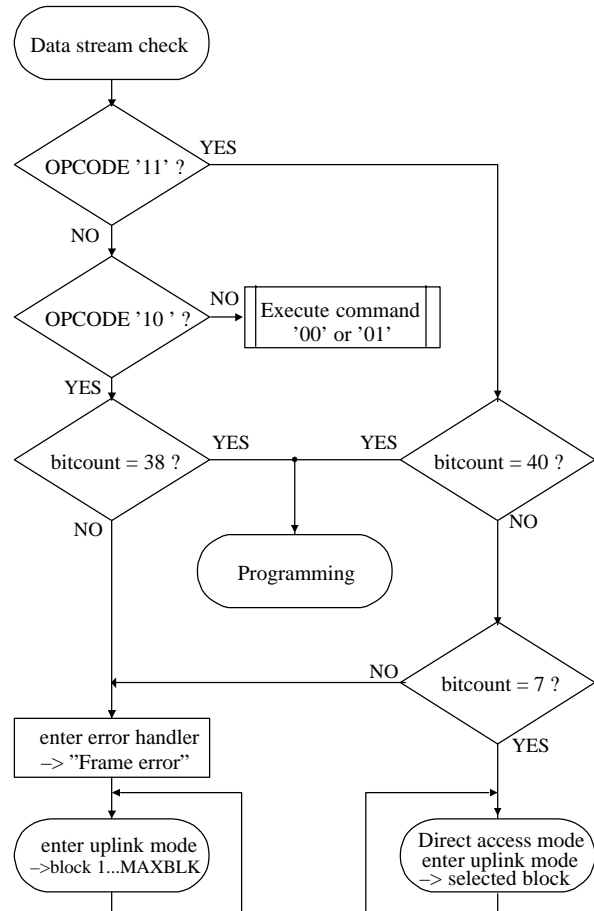 Data stream check
YES
OPCODE ’11’ ?
NO
NO
OPCODE ’10 ’ ?
Execute command
’00’ or ’01’
YES
YES
YES
bitcount = 38 ?
bitcount = 40 ?
NO
NO
Programming
NO
bitcount = 7 ?
enter error handler
–> ”Frame error”
YES
enter uplink mode
–>block 1...MAXBLK
Direct access mode
enter uplink mode
–> selected block